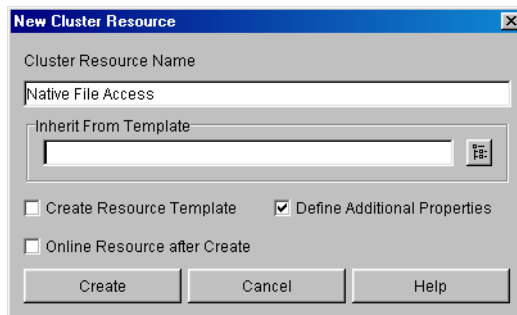 New Cluster Resource
Cluster Resource Name
Native File Access
Inherit From Template
Create Resource Template Define Additional Properties
Online Resource after Create
Create Cancel Help